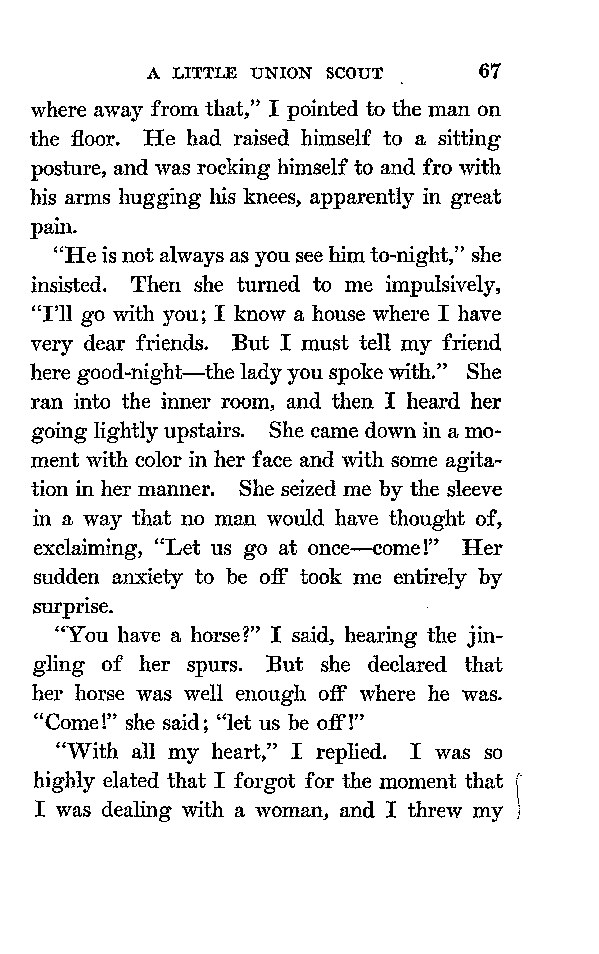 A LITTLE UNION SCOUT 67
where away from that,” I pointed to the man on
the floor. He had raised himself to a sitting
posture, and was rocking himself to and fro with
his arms hugging his knees, apparently in great
pain.
“He is not always as you see him to-night,” she
insisted. Then she turned to me impulsively,
“I’ll go with you; I know a house where I have
very dear friends. But I must tell my friend
here good-night—the lady you spoke with.” She
ran into the inner room, and then I heard her
going lightly upstairs. She came down in a mo-
ment with color in her face and with some agita-
tion in her manner. She seized me by the sleeve
in a way that no man would have thought of,
exclaiming, “Let us go at once—come!” Her
sudden anxiety to be off took me entirely by
surprise.
“You have a horse?” I said, hearing the jin-
gling of her spurs. But she declared that
her horse was well enough off where he was.
“Come!” she said; “let us be off!”
“With all my heart,” I replied. I was so
highly elated that I forgot for the moment that
I was dealing with a woman, and I threw my